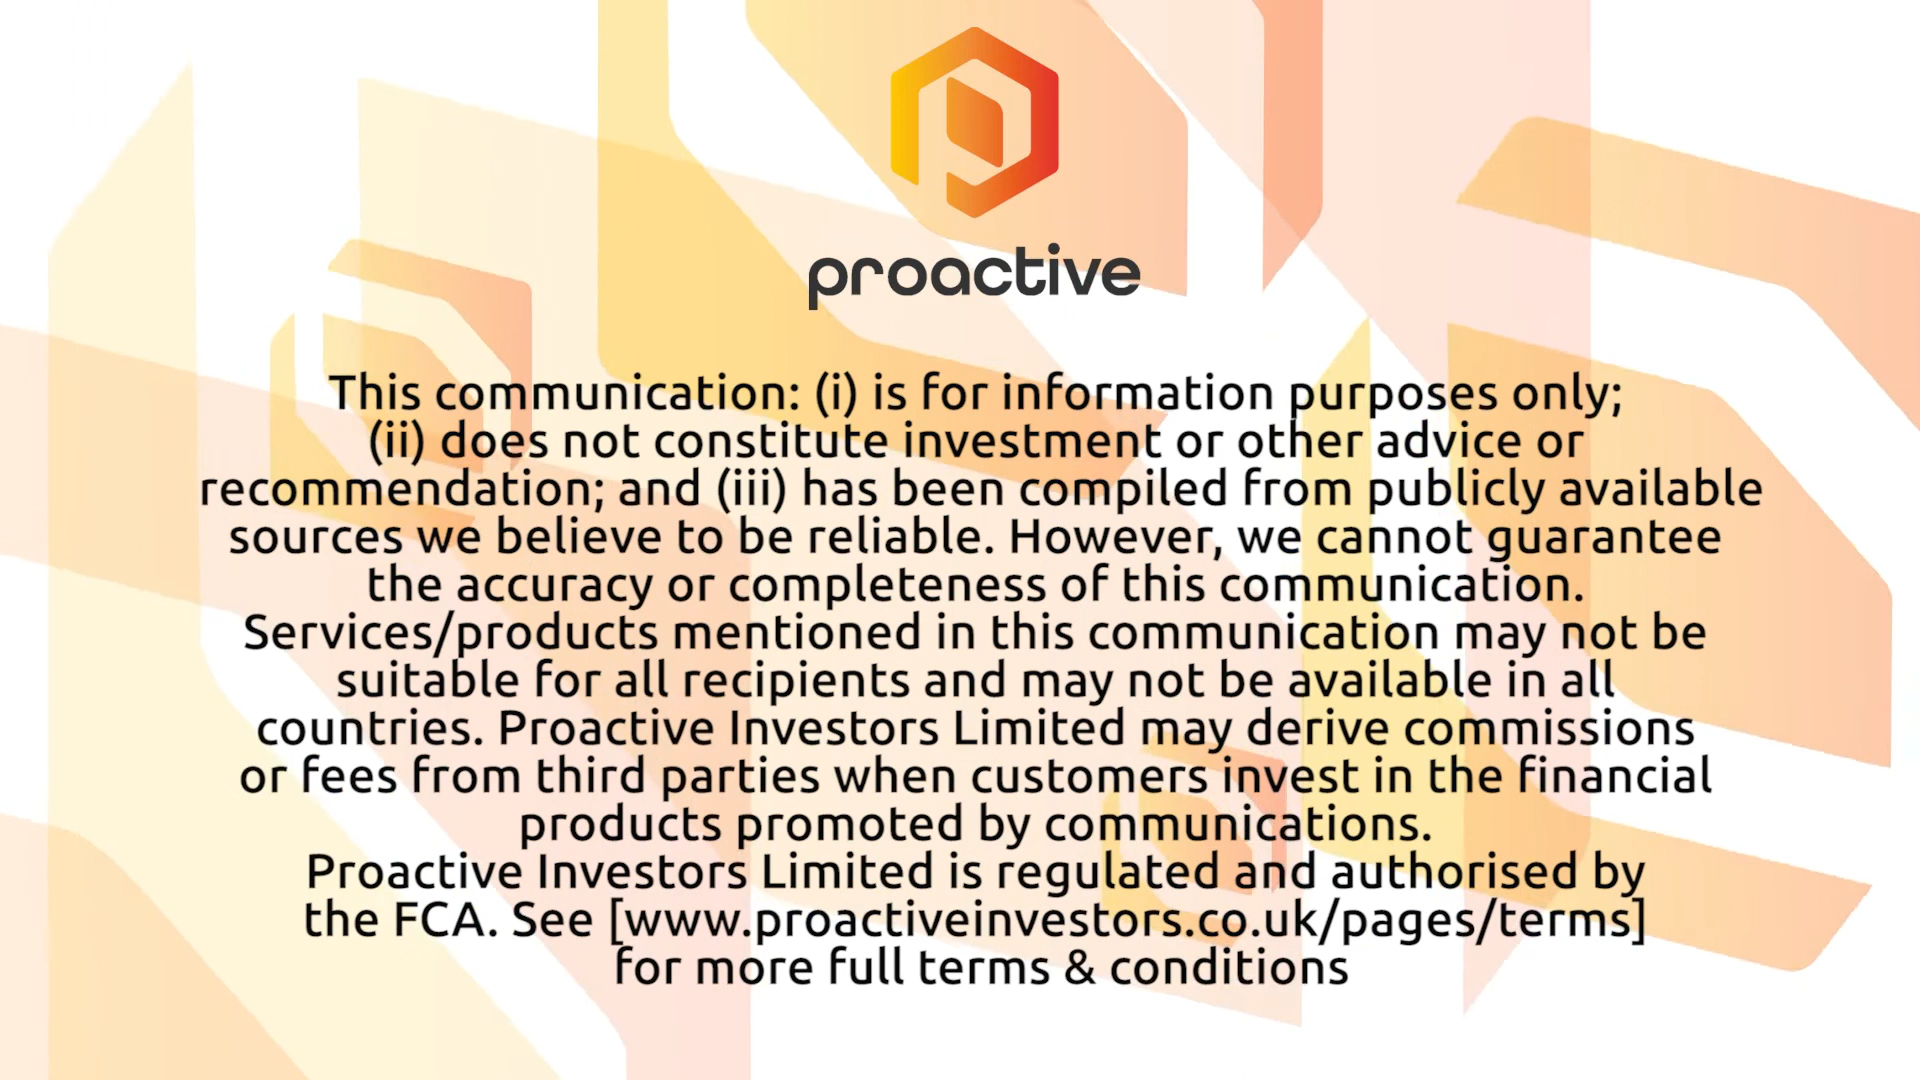 proactive
This communication: (i) is for information purposes only;
(ii) does not constitute investment or other advice or
recommendation; and (iii) has been compiled from publicly available
sources we believe to be reliable. However, we cannot guarantee
the accuracy or completeness of this communication.
Services/products mentioned in this communication may not be
suitable for all recipients and may not be available in all
countries. Proactive Investors Limited may derive commissions
or fees from third parties when customers invest in the financial
products promoted by communications.
Proactive Investors Limited is regulated and authorised by
the FCA. See [www.proactiveinvestors.co.uk/pages/terms]
for more full terms & conditions